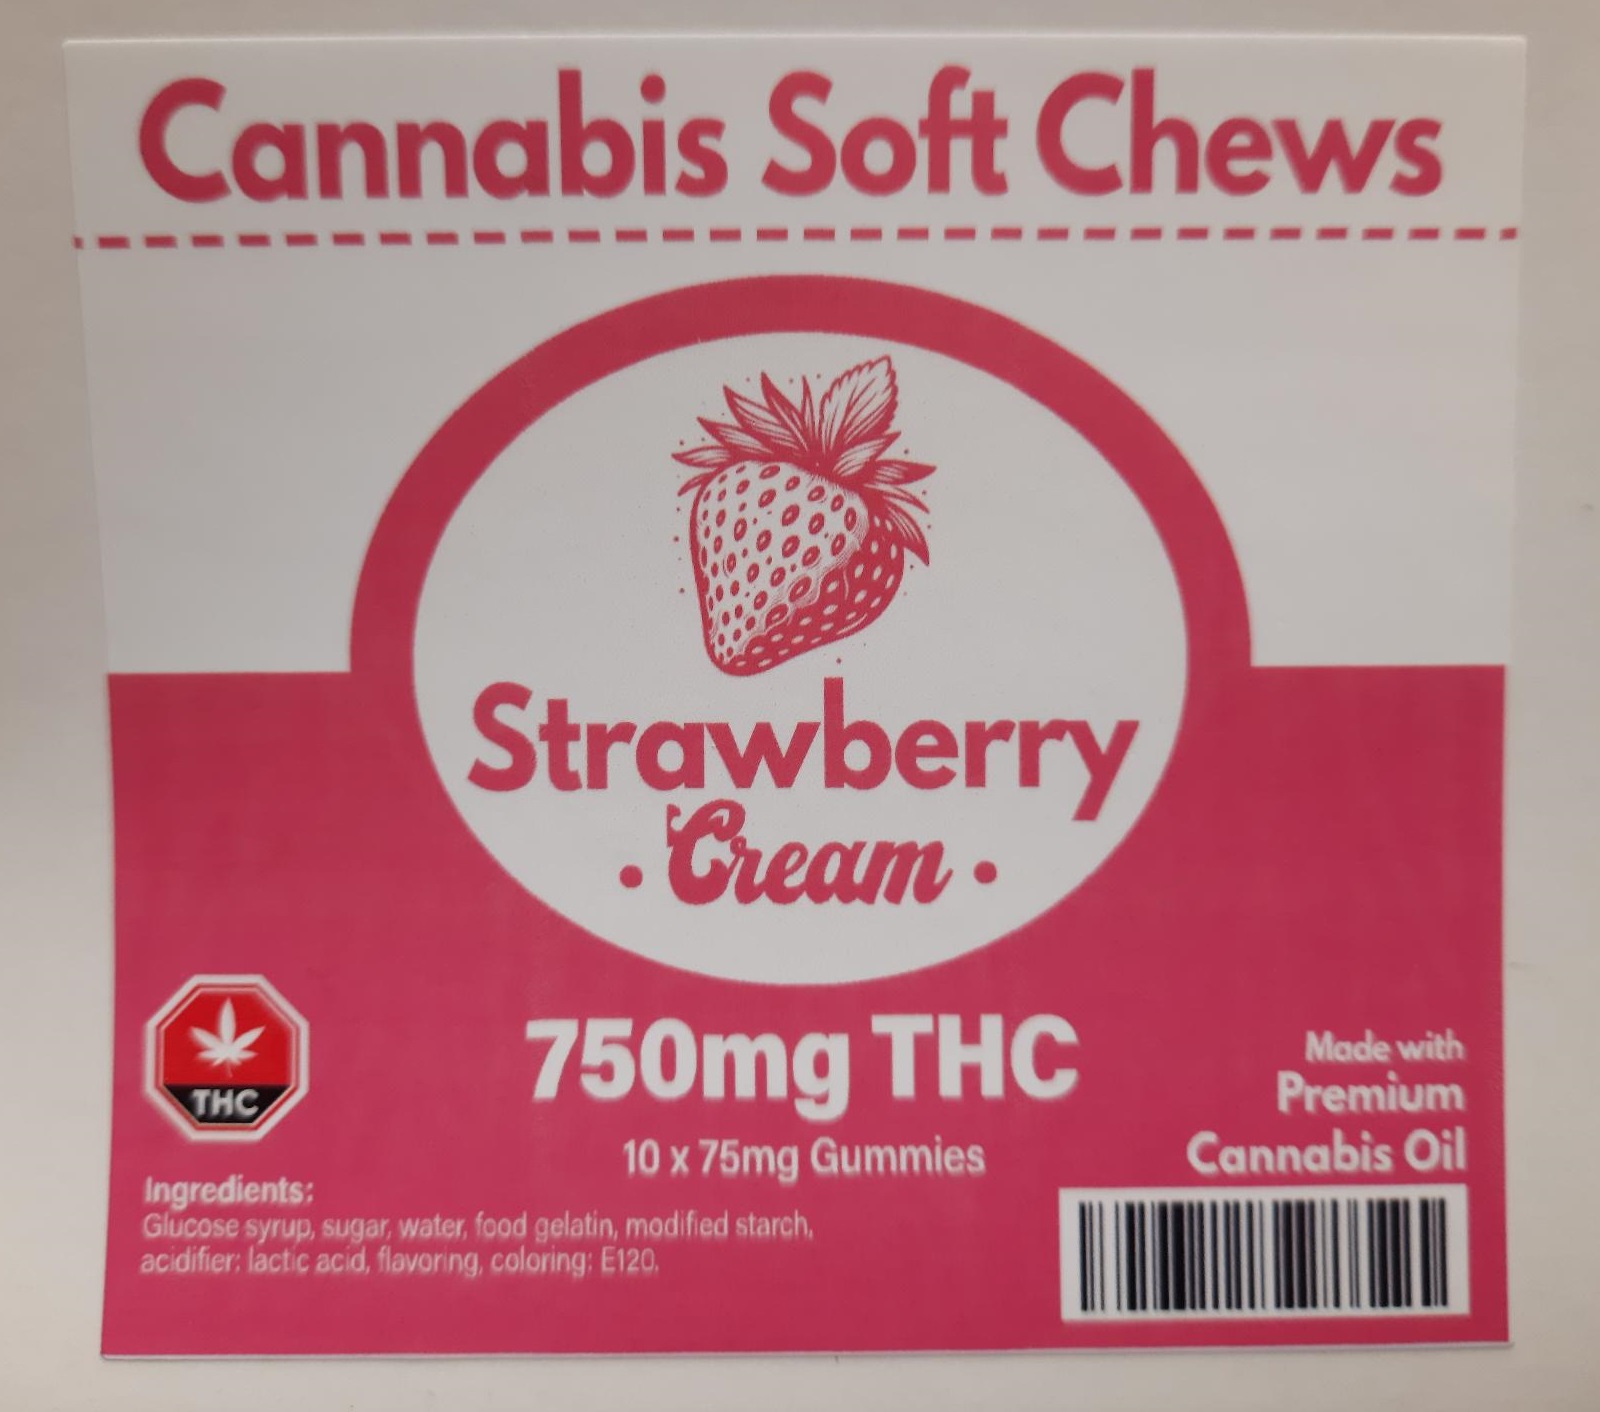 Cannabis Soft Chews
Strawberry
• Cream •
750mg THC
10 x 75mg Gummies
THC
Made with
Premium
Cannabis Oil
Ingredients:
Glucose syrup, sugar, water, food gelatin, modified starch,
acidifier: lactic acid, flavoring, coloring: E120.